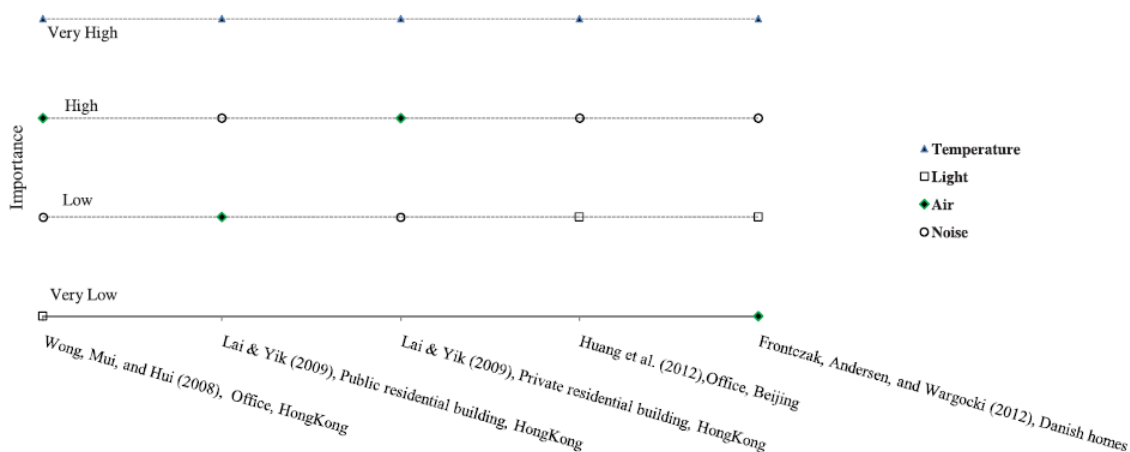 Very High
High
Importance
Low
Very Low
Temperature
Light
Air
Noise
Wong, Mui, and Hui (2008),  Office, HongKong
Lai & Yik (2009), Public residential building, HongKong
Lai & Yik (2009), Private residential building, HongKong
Huang et al. (2012),Office, Beijing
Frontczak, Andersen, and Wargocki (2012), Danish homes